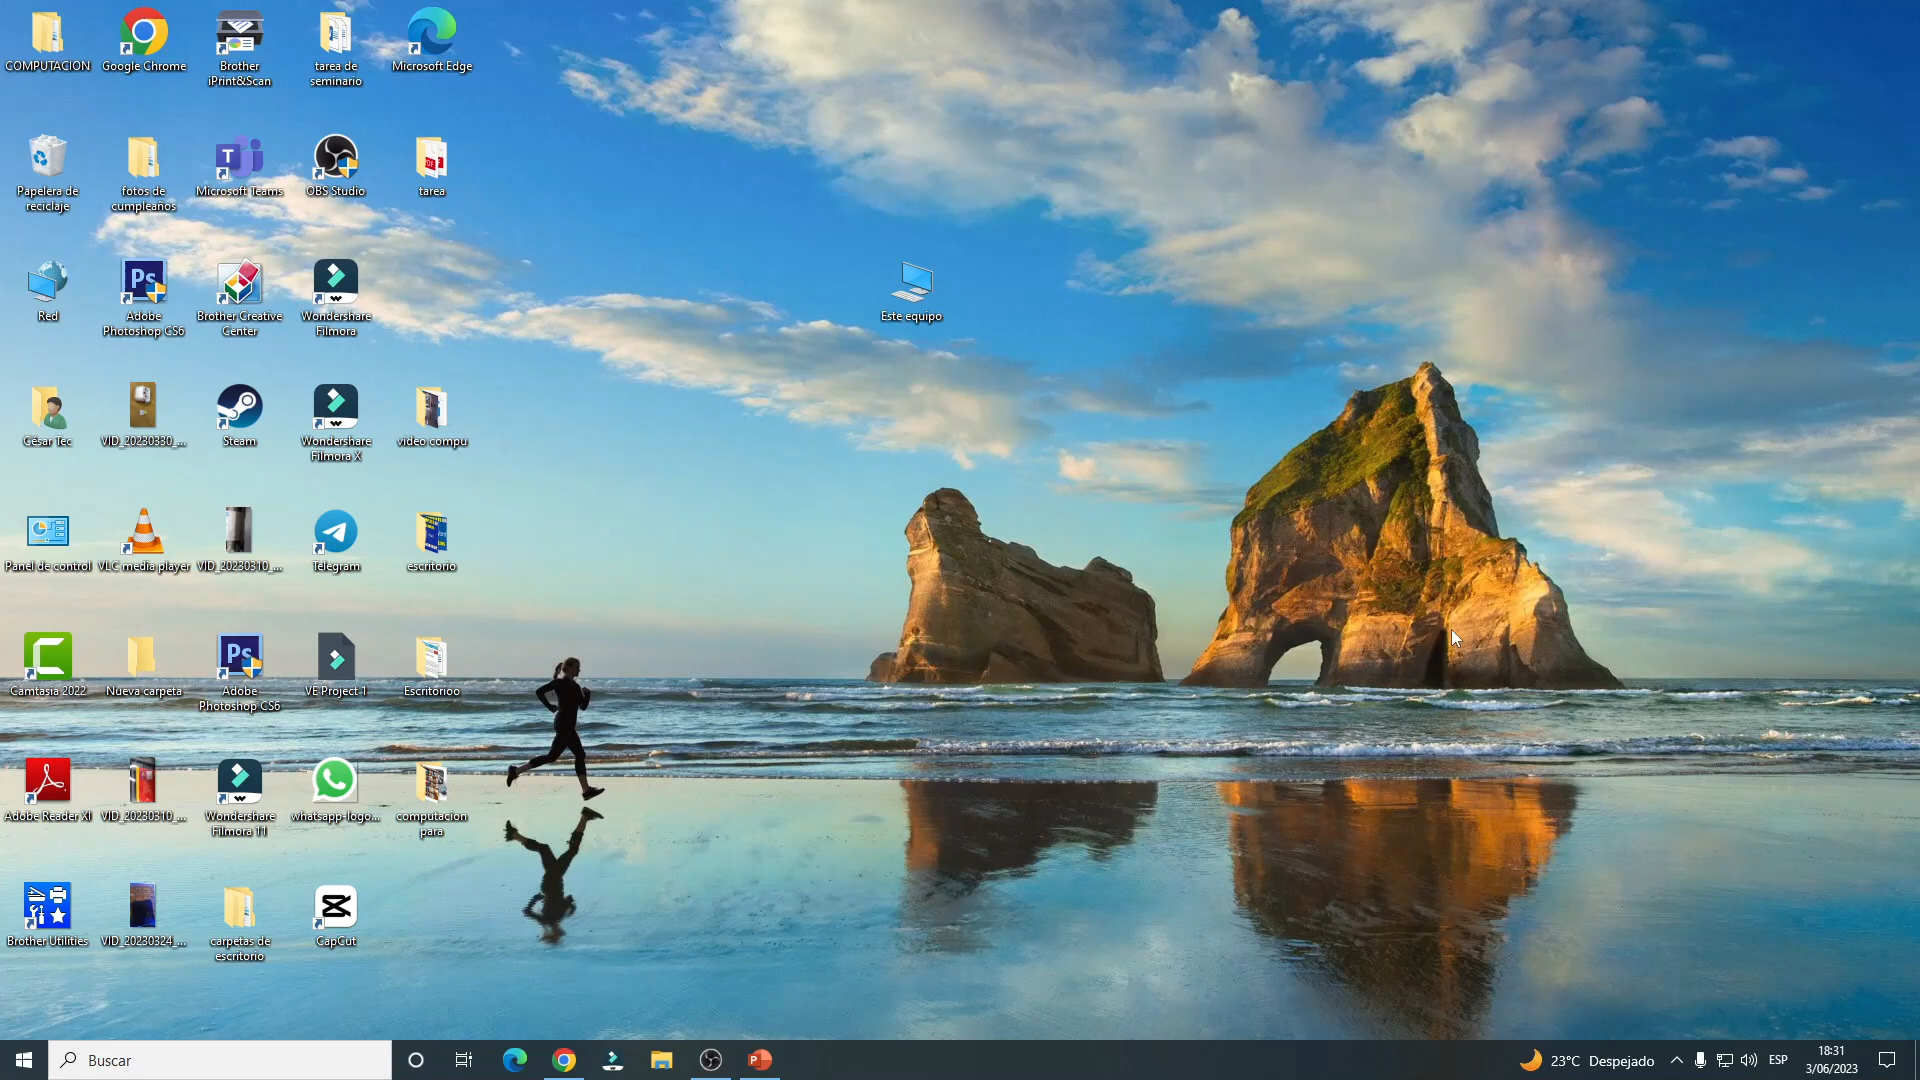 COMPUTACION
Google Chrome
Brother
iPrint&Scan
tarea de
seminario
Microsoft Edge
Papelera de
reciclaje
fotos de
cumpleaños
Microsoft Teams
OBS Studio
tarea
Red
Adobe
Photoshop CS6
Brother Creative
Center
Wondershare
Filmora
Este equipo
César Tec
VID_20230330_...
Steam
Wondershare
Filmora X
video compu
Panel de control
VLC media player
VID_20230310_...
Telegram
escritorio
Camtasia 2022
Nueva carpeta
Adobe
Photoshop CS6
VE Project 1
Escritorioo
Adobe Reader XI
VID_20230310_...
Wondershare
Filmora 11
whatsapp-logo...
computacion
para
Brother Utilities
VID_20230324_...
carpetas de
escritorio
CapCut
Buscar
23°C Despejado
ESP
18:31
3/06/2023